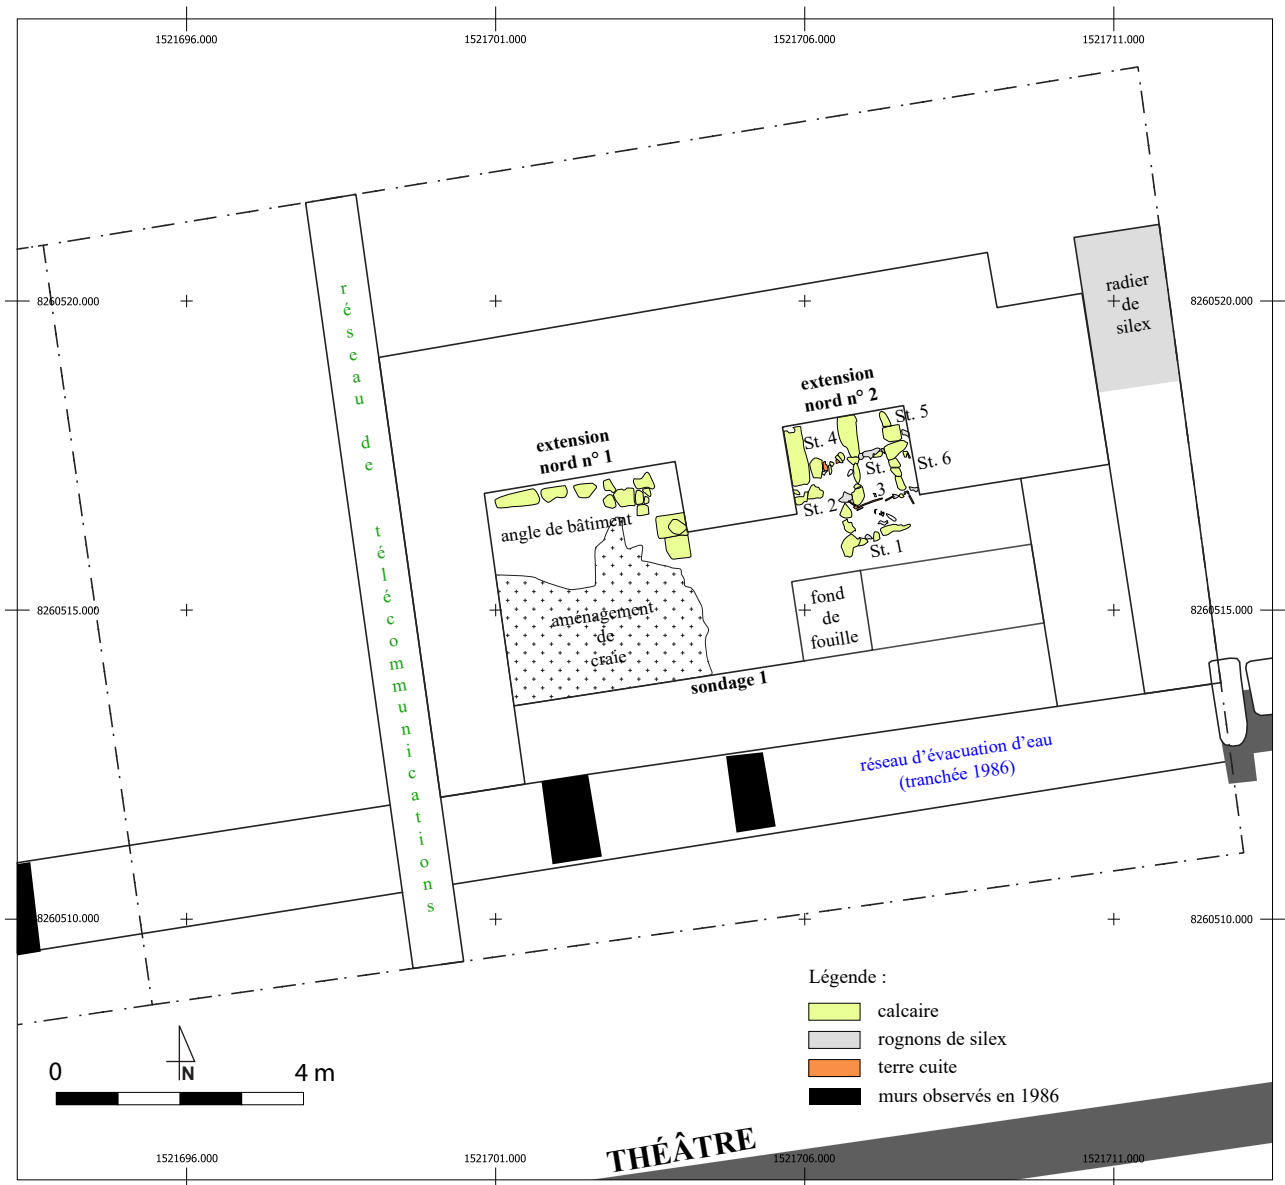 1521696.000
1521701.000
1521706.000
1521711.000
8260520.000
8260520.000
radier
de
silex
réseau de télécommunications
extension
nord n° 2
St. 5
St. 4
St. 6
St.
3
St. 2
St. 1
extension
nord n° 1
angle de bâtiment
8260515.000
8260515.000
fond
de
fouille
aménagement
de
craie
sondage 1
réseau d’évacuation d’eau
(tranchée 1986)
8260510.000
8260510.000
Légende :
calcaire
rognons de silex
terre cuite
murs observés en 1986
N
0
4 m
THÉÂTRE
1521696.000
1521701.000
1521706.000
1521711.000